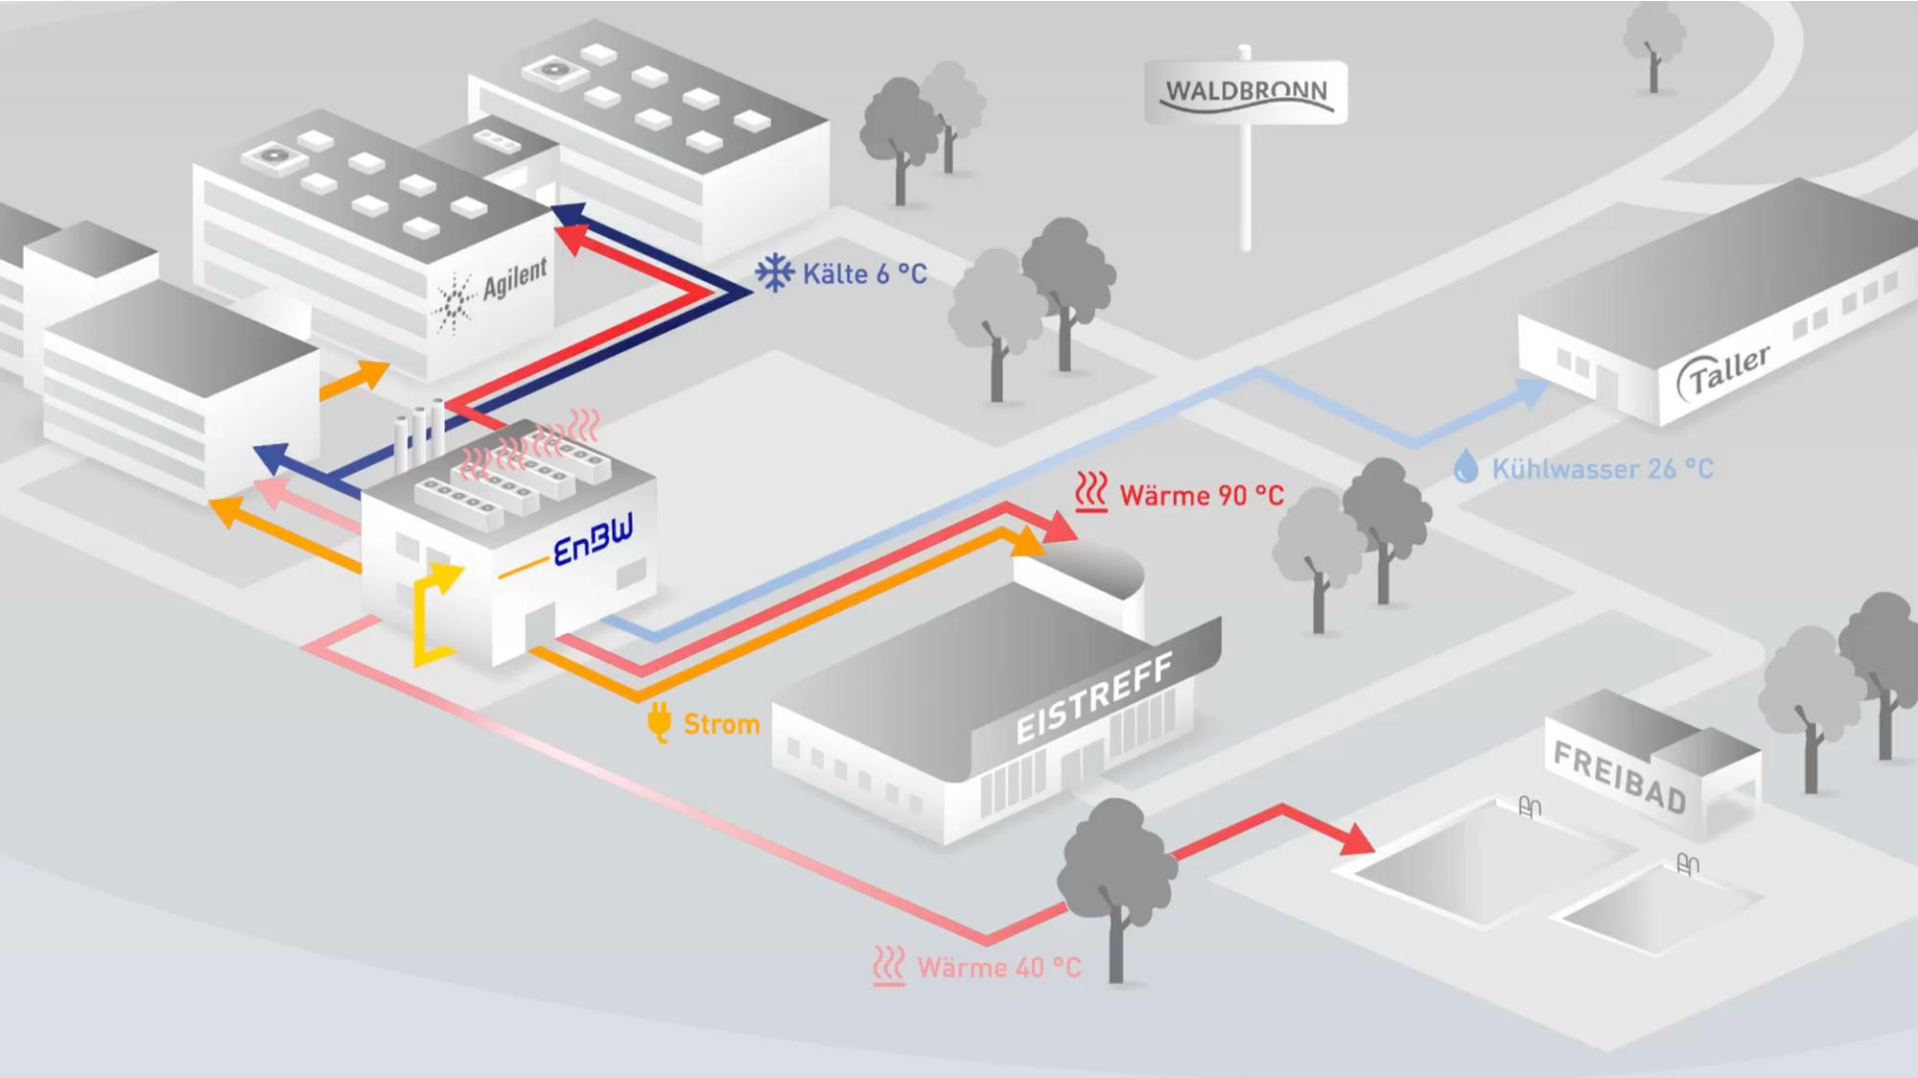 WALDBRONN
Agilent
Kälte 6 °C
Taller
Kühlwasser 26 °C
Wärme 90 °C
EnBW
EISTREFF
Strom
FREIBAD
Wärme 40 °C